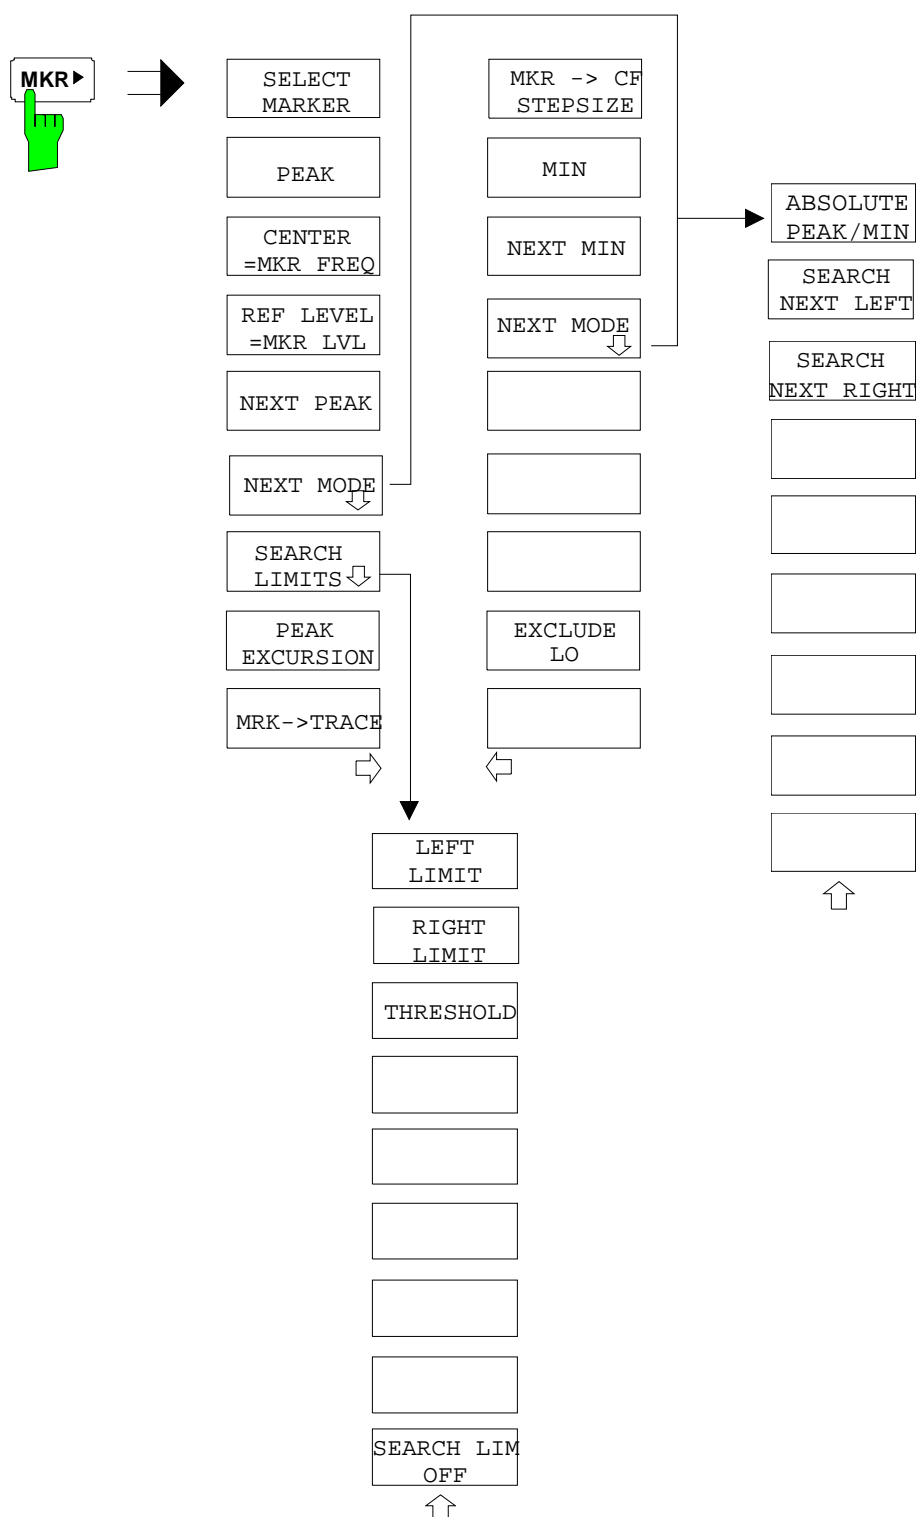 MKR
SELECT
MARKER
PEAK
CENTER
=MKR FREQ
REF LEVEL
=MKR LVL
NEXT PEAK
NEXT MODE
SEARCH
LIMITS
PEAK
EXCURSION
MRK->TRACE
MKR -> CF
STEPSIZE
MIN
NEXT MIN
NEXT MODE
EXCLUDE
LO
ABSOLUTE
PEAK/MIN
SEARCH
NEXT LEFT
SEARCH
NEXT RIGHT
LEFT
LIMIT
RIGHT
LIMIT
THRESHOLD
SEARCH LIM
OFF